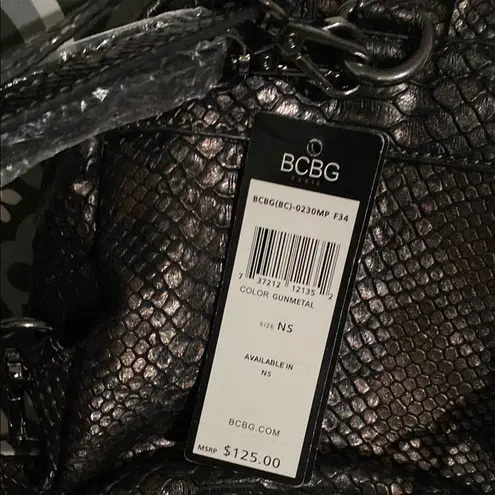 BCBG
PARIS
BCBG(BC)-0230MP F34
7 37212 12135 2
COLOR GUNMETAL
SIZE NS
AVAILABLE IN
NS
BCBG.COM
MSRP $125.00